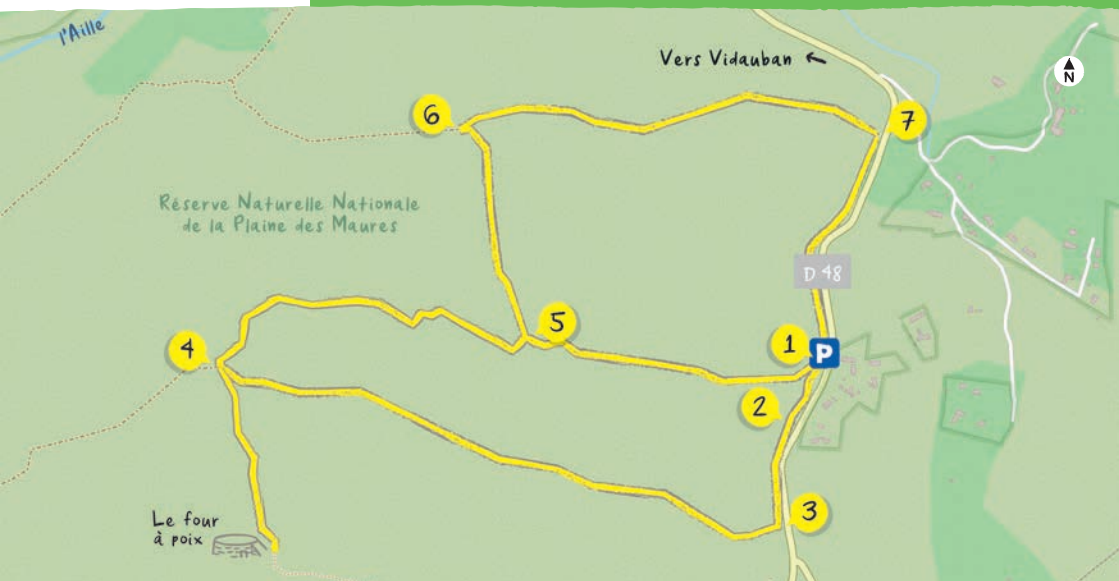 l'Aille
Vers Vidauban
N
6
7
Réserve Naturelle Nationale
de la Plaine des Maures
D 48
5
4
1
P
2
3
Le four
à poix